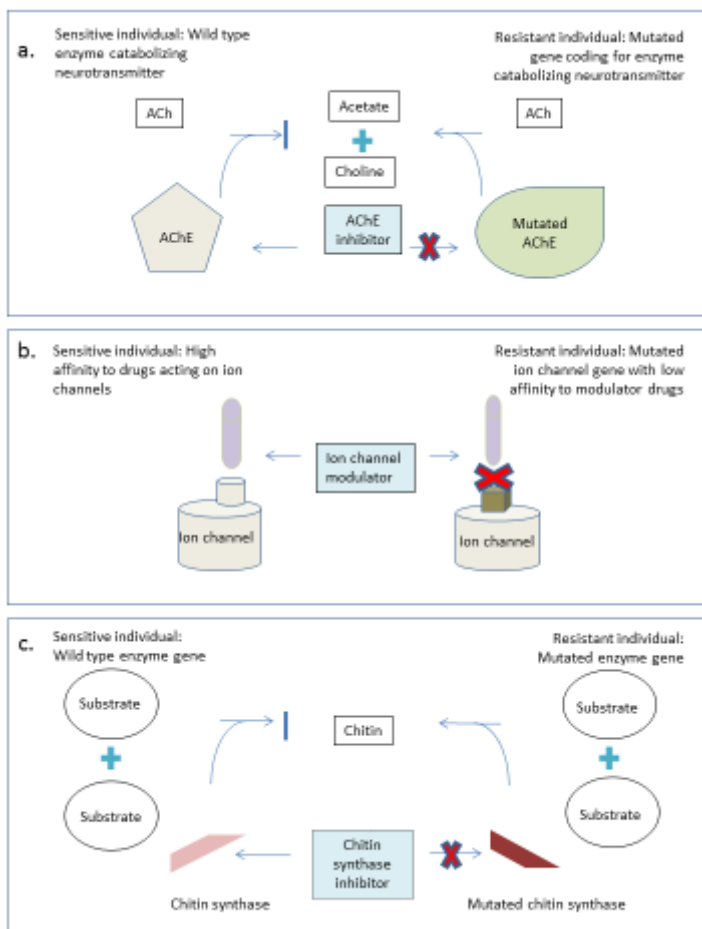 a.
Sensitive individual: Wild type
enzyme catabolizing
neurotransmitter
Resistant individual: Mutated
gene coding for enzyme
catabolizing neurotransmitter
ACh
Acetate
ACh
Choline
AChE
AChE
inhibitor
Mutated
AChE
b.
Sensitive individual: High
affinity to drugs acting on ion
channels
Resistant individual: Mutated
ion channel gene with low
affinity to modulator drugs
Ion channel
modulator
Ion channel
Ion channel
c.
Sensitive individual:
Wild type enzyme gene
Resistant individual:
Mutated enzyme gene
Substrate
Substrate
Chitin
Substrate
Substrate
Chitin
synthase
inhibitor
Chitin synthase
Mutated chitin synthase